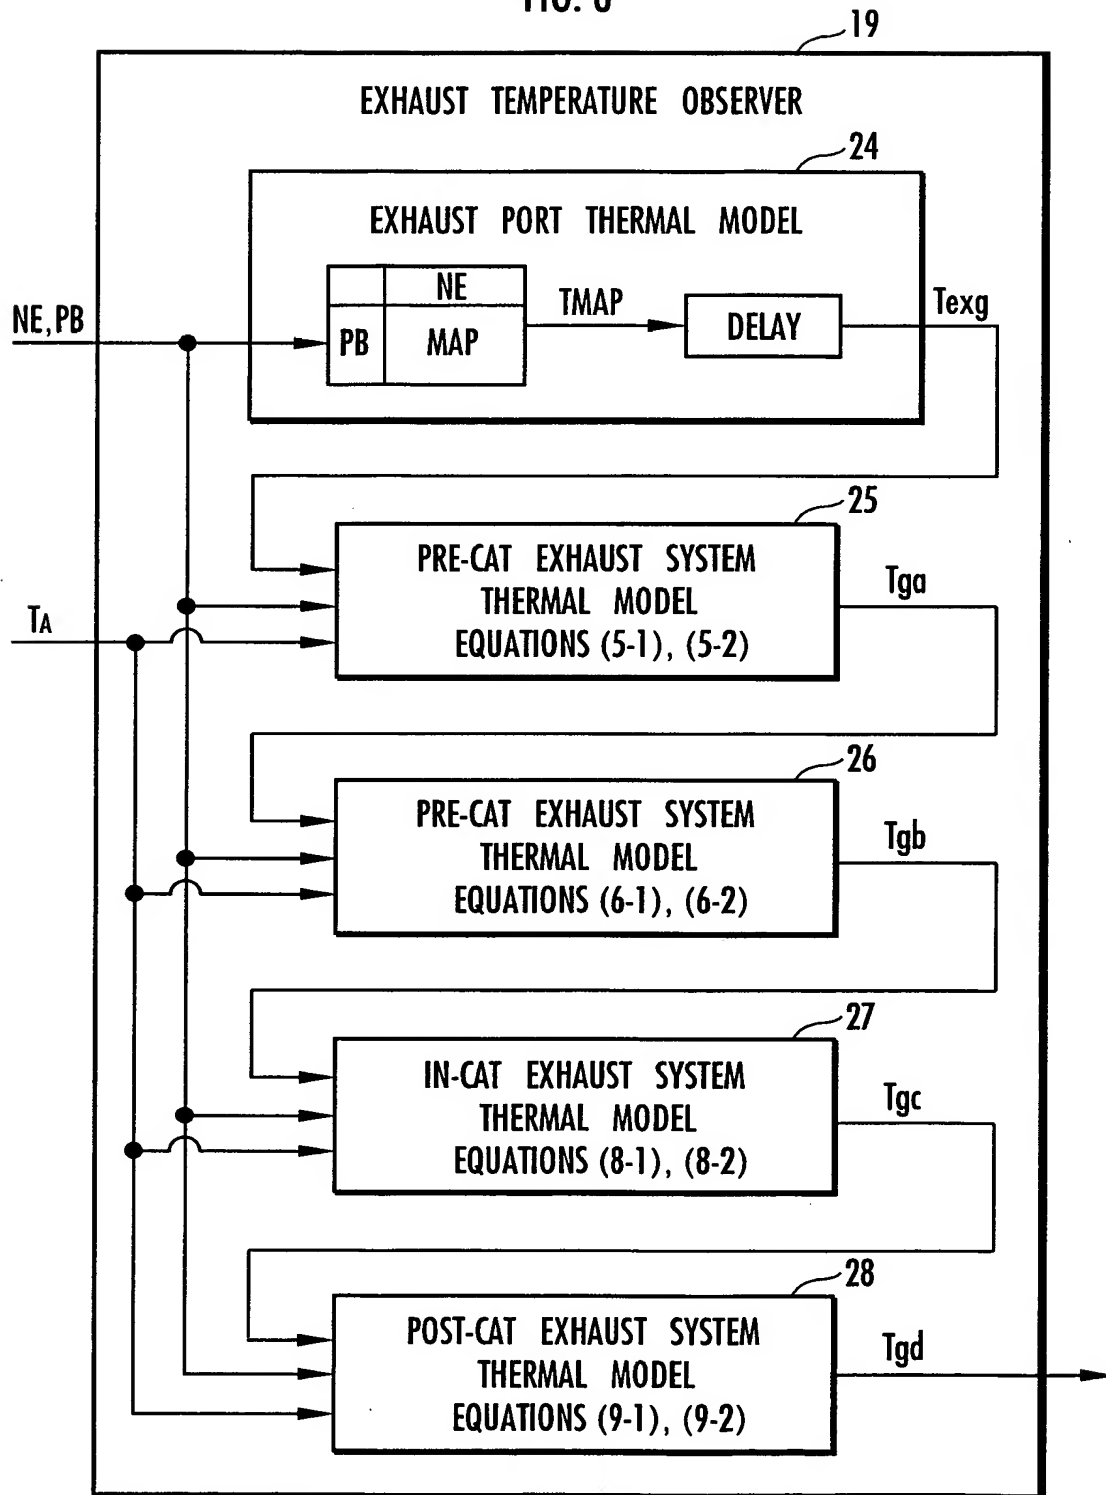 19
EXHAUST TEMPERATURE OBSERVER
24
EXHAUST PORT THERMAL MODEL
NE
NE,PB
PB
MAP
TMAP
DELAY
Texg
25
PRE-CAT EXHAUST SYSTEM
THERMAL MODEL
EQUATIONS (5-1), (5-2)
Tga
TA
26
PRE-CAT EXHAUST SYSTEM
THERMAL MODEL
EQUATIONS (6-1), (6-2)
Tgb
27
IN-CAT EXHAUST SYSTEM
THERMAL MODEL
EQUATIONS (8-1), (8-2)
Tgc
28
POST-CAT EXHAUST SYSTEM
THERMAL MODEL
EQUATIONS (9-1), (9-2)
Tgd